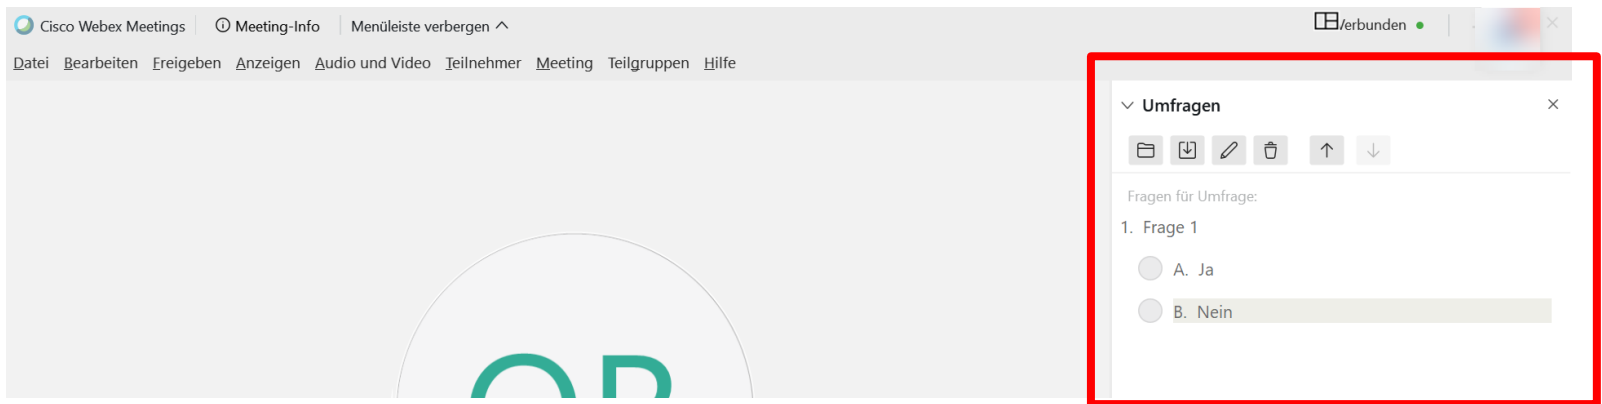 Cisco Webex Meetings Meeting-Info Menüleiste verbergen Verbunden
Datei Bearbeiten Freigeben Anzeigen Audio und Video Teilnehmer Meeting Teilgruppen Hilfe
Umfragen
Fragen für Umfrage:
1. Frage 1
A. Ja
B. Nein